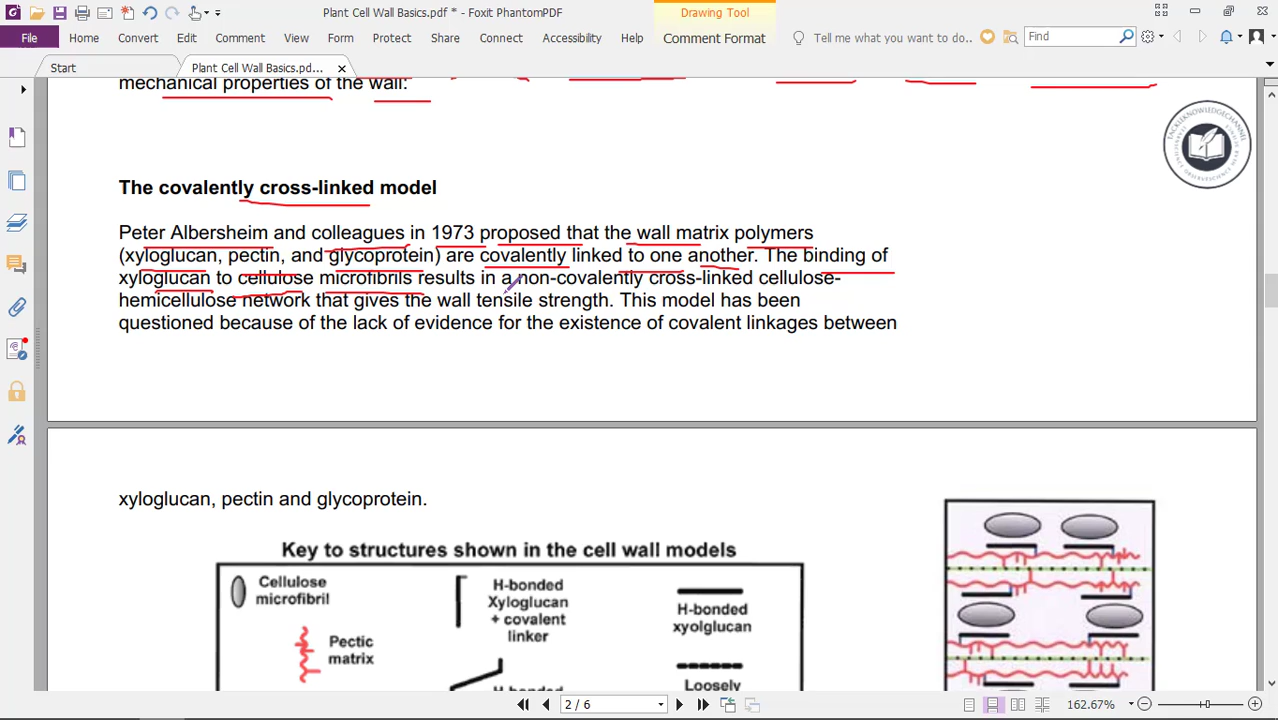 Plant Cell Wall Basics.pdf * - Foxit PhantomPDF
Drawing Tool
File
Home
Convert
Edit
Comment
View
Form
Protect
Share
Connect
Accessibility
Help
Comment Format
Tell me what you want to do..
Find
Start
Plant Cell Wall Basics.pd...
mechanical properties of the wall:
The covalently cross-linked model
Peter Albersheim and colleagues in 1973 proposed that the wall matrix polymers
(xyloglucan, pectin, and glycoprotein) are covalently linked to one another. The binding of
xyloglucan to cellulose microfibrils results in a non-covalently cross-linked cellulose-
hemicellulose network that gives the wall tensile strength. This model has been
questioned because of the lack of evidence for the existence of covalent linkages between
xyloglucan, pectin and glycoprotein.
Key to structures shown in the cell wall models
Cellulose
microfibril
H-bonded
Xyloglucan
+ covalent
linker
H-bonded
xyolglucan
Pectic
matrix
Loosely
2 / 6
162.67%